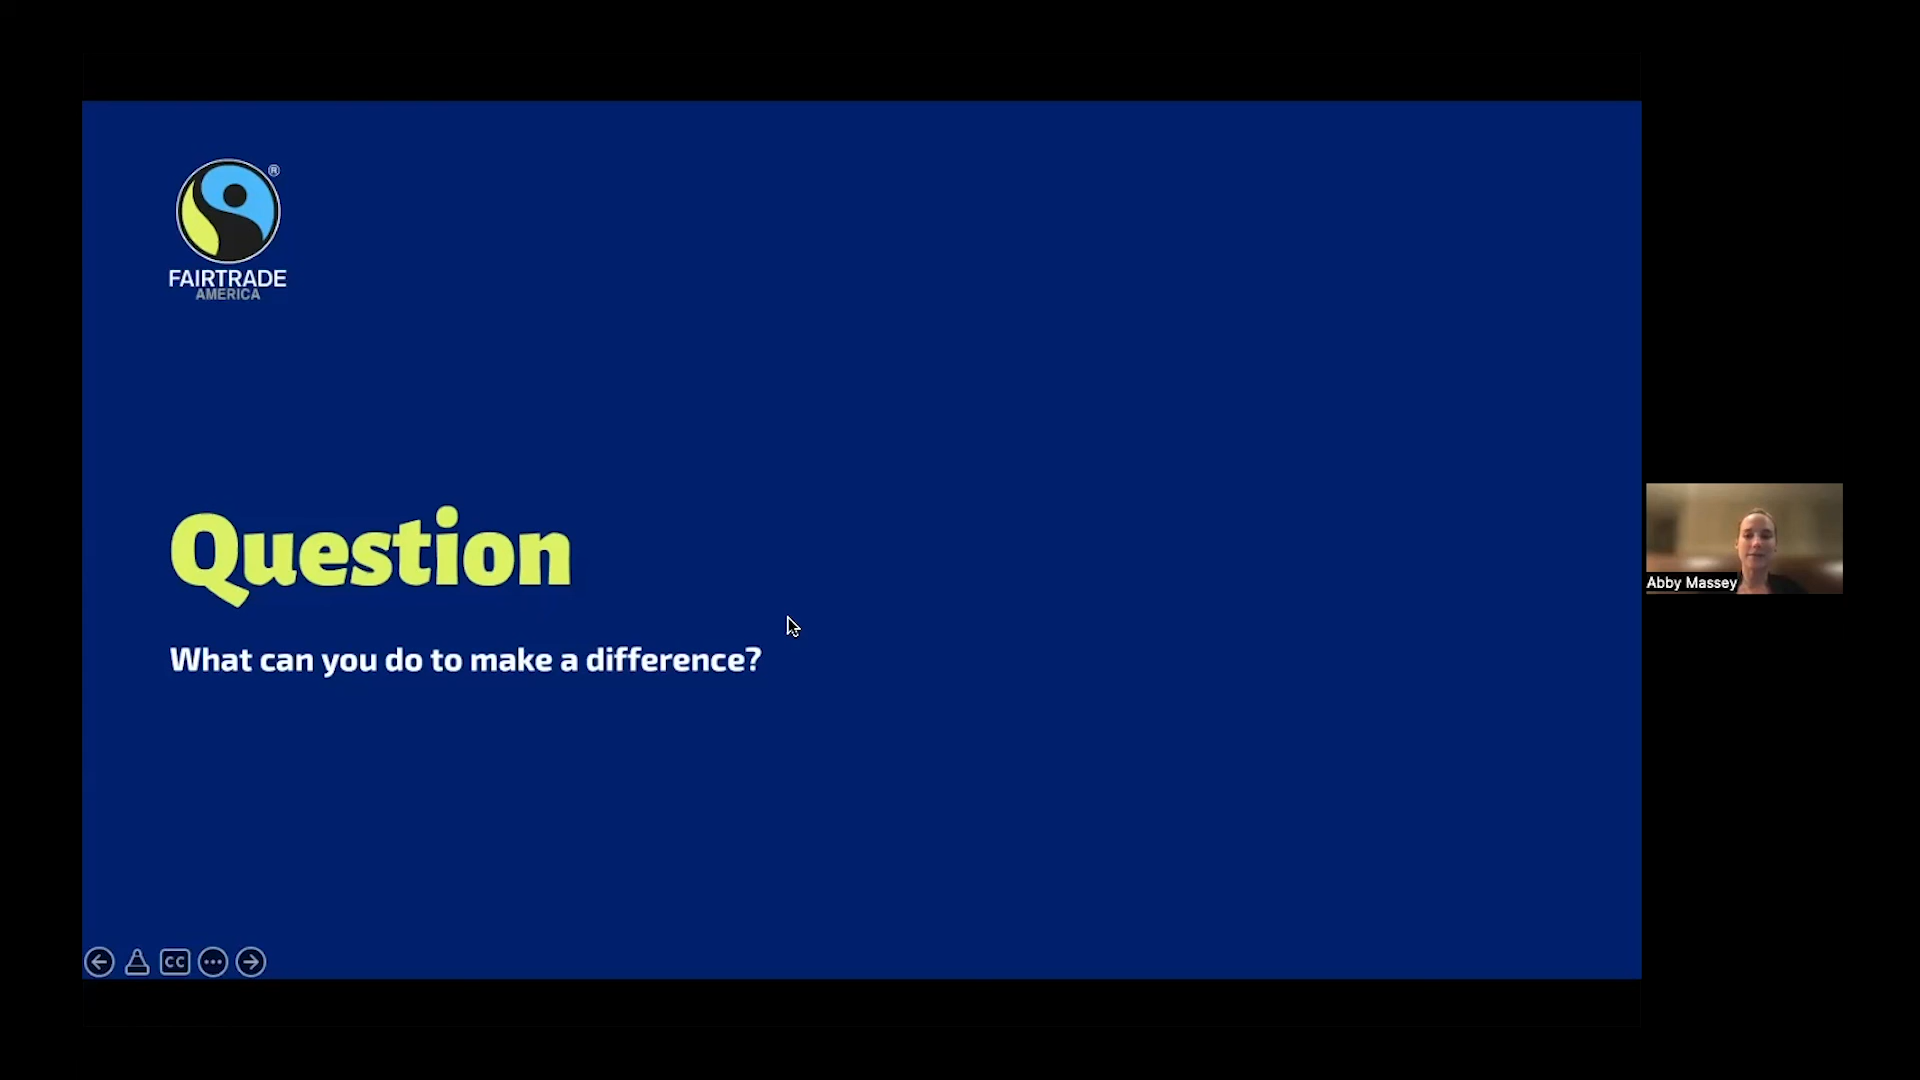 ®
FAIRTRADE
AMERICA
Question
What can you do to make a difference?
Abby Massey
CC